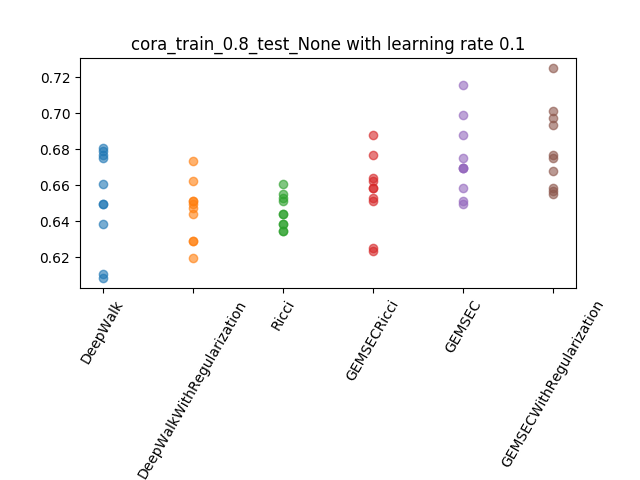 cora_train_0.8_test_None with learning rate 0.1
0.72
0.70
0.68
0.66
0.64
0.62
DeepWalk
DeepWalkWithRegularization
Ricci
GEMSECRicci
GEMSEC
GEMSECWithRegularization